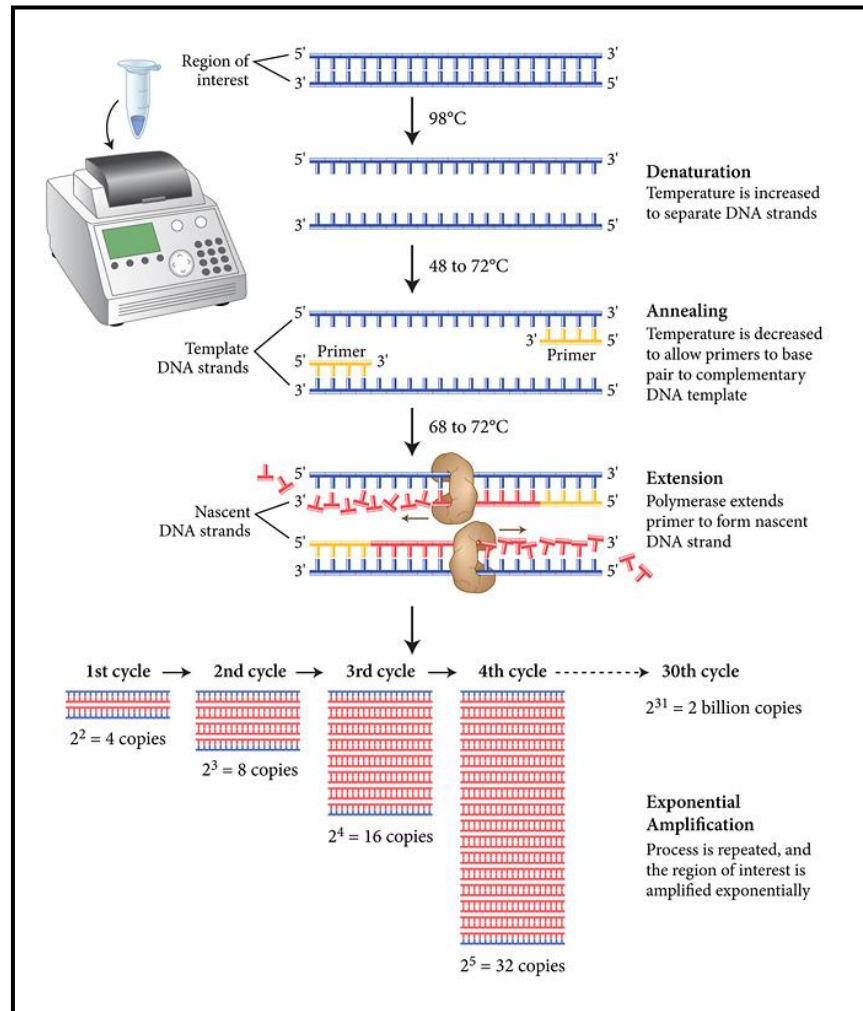 Region of
interest
5'
3'
3'
5'
98°C
5'
3'
3'
5'
Denaturation
Temperature is increased
to separate DNA strands
48 to 72°C
Template
DNA strands
5'
3'
3'
5'
Primer
5'
Primer
3'
3'
5'
Annealing
Temperature is decreased
to allow primers to base
pair to complementary
DNA template
68 to 72°C
Nascent
DNA strands
5'
3'
3'
5'
5'
3'
3'
5'
Extension
Polymerase extends
primer to form nascent
DNA strand
1st cycle
2nd cycle
3rd cycle
4th cycle
30th cycle
2² = 4 copies
2³ = 8 copies
2⁴ = 16 copies
2⁵ = 32 copies
2³¹ = 2 billion copies
Exponential
Amplification
Process is repeated, and
the region of interest is
amplified exponentially